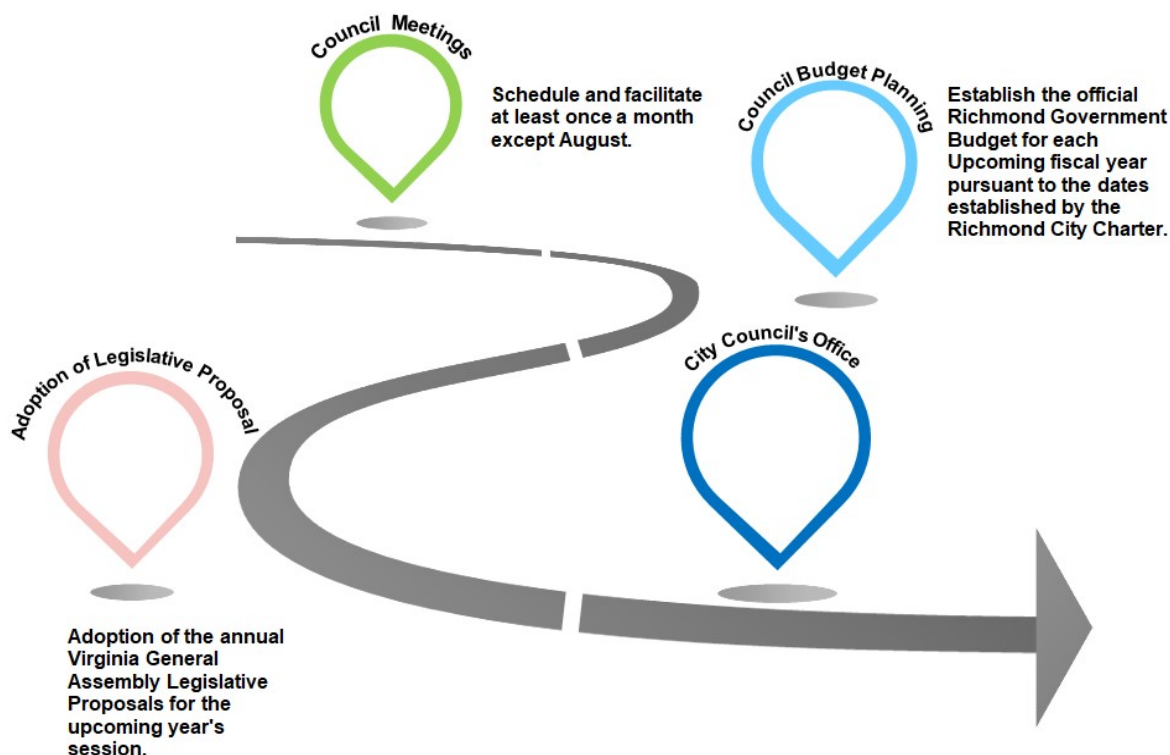 Council Meetings
Schedule and facilitate
at least once a month
except August.
Council Budget Planning
Establish the official
Richmond Government
Budget for each
Upcoming fiscal year
pursuant to the dates
established by the
Richmond City Charter.
Adoption of Legislative Proposal
Adoption of the annual
Virginia General
Assembly Legislative
Proposals for the
upcoming year's
session.
City Council's Office